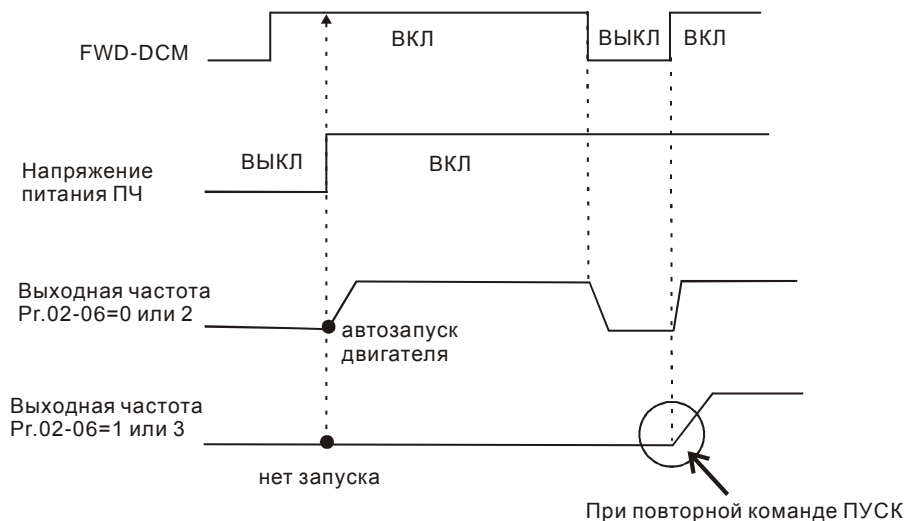 ВКЛ
ВЫКЛ
ВКЛ
FWD-DCM
ВЫКЛ
ВКЛ
Напряжение
питания ПЧ
Выходная частота
Pr.02-06=0 или 2
автозапуск
двигателя
Выходная частота
Pr.02-06=1 или 3
нет запуска
При повторной команде ПУСК